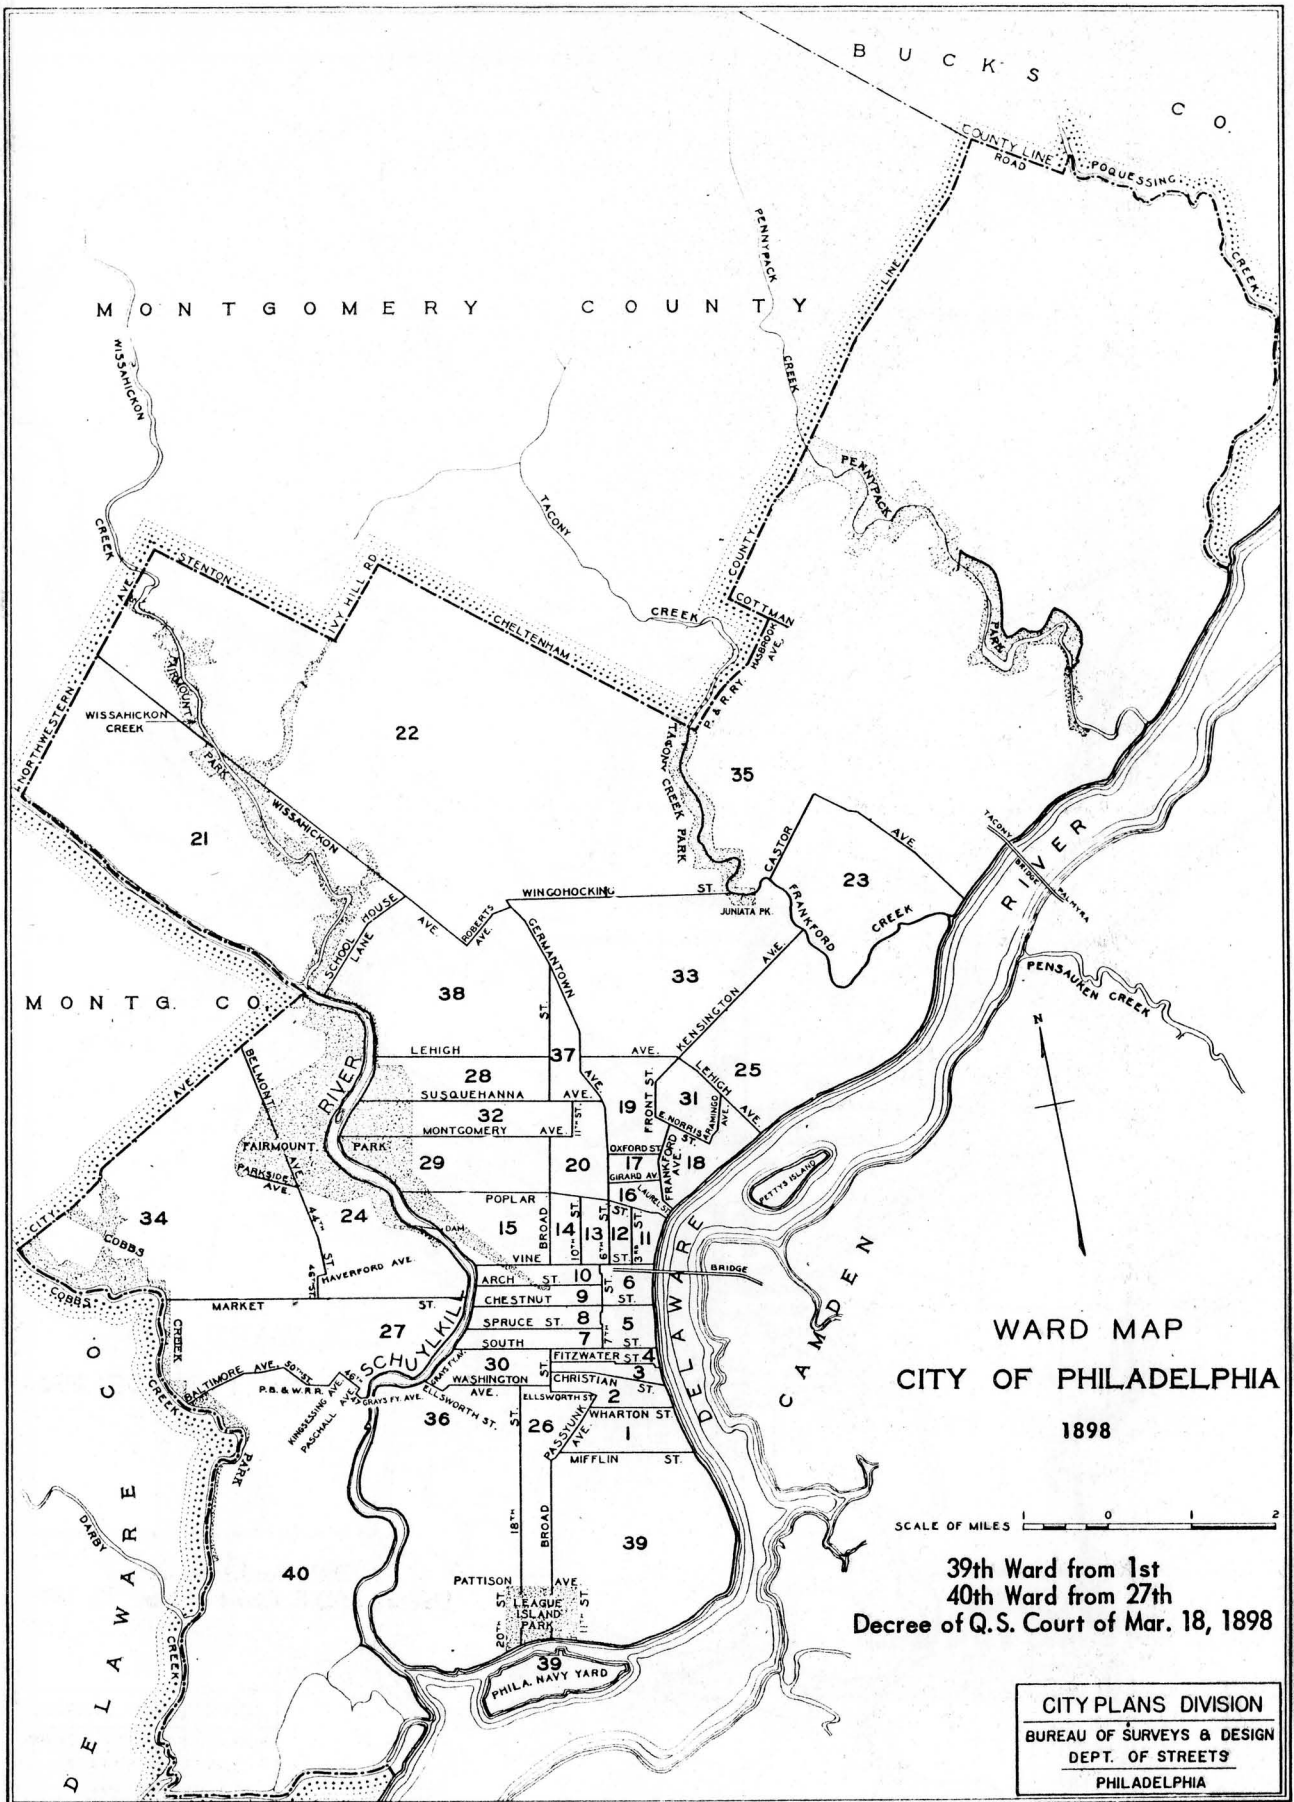 BUCKS CO.
COUNTY LINE
ROAD
POQUESSING
CREEK
PENNYPACK
CREEK
LINE
COUNTY
MONTGOMERY COUNTY
WISSAHICKON
CREEK
TACONY
CREEK
PENNYPACK
PARK
STENTON
AVE.
IVY HILL RD
CHELTENHAM
COTTMAN
HASBROOK
AVE.
P. & R. RY.
NORTHWESTERN
FAIRMOUNT
PARK
WISSAHICKON
CREEK
22
TACONY CREEK PARK
35
21
WISSAHICKON
AVE.
CASTOR
AVE.
23
TACONY
BRIDGE
PALMYRA
RIVER
WINGOHOCKING ST.
JUNIATA PK.
FRANKFORD
CREEK
SCHOOL HOUSE
LANE
ROBERTS
AVE.
GERMANTOWN
AVE.
PENSAUKEN CREEK
MONTG. CO.
38
33
KENSINGTON
AVE.
N
ST.
LEHIGH
37
AVE.
BELMONT
AVE.
RIVER
28
25
LEHIGH
AVE.
SUSQUEHANNA AVE.
19
FRONT ST.
31
ARAMINGO
AVE.
E. NORRIS
ST.
32
11TH ST.
MONTGOMERY AVE.
FAIRMOUNT PARK
PARKSIDE
AVE.
29
20
OXFORD ST.
17
GIRARD AV.
FRANKFORD
AVE.
18
16
LAUREL ST.
PETTYS ISLAND
34
CITY
AVE.
COBBS
24
44TH
ST.
POPLAR ST.
DAM
15
BROAD
14
10TH ST.
13
6TH ST.
12
3RD ST.
11
VINE ST.
HAVERFORD AVE.
46TH ST.
COBBS
CREEK
MARKET ST.
ARCH ST. 10
6
BRIDGE
CHESTNUT 9 ST.
SPRUCE ST. 8
5
SOUTH 7
7TH ST.
ST.
27
SCHUYLKILL
DELAWARE
CAMDEN
FITZWATER ST. 4
30
GRAYS FY. AV.
WASHINGTON
AVE.
ST.
3
CHRISTIAN ST.
BALTIMORE AVE.
50TH ST.
P.B. & W.R.R.
KINGSESSING AVE.
PASCHALL AVE.
GRAYS FY. AVE.
ELLSWORTH ST.
ELLSWORTH ST.
2
36
ST.
26
PASSYUNK
AVE.
WHARTON ST.
1
MIFFLIN ST.
CREEK
PARK
DELAWARE CO.
DARBY
CREEK
40
18TH
BROAD
39
PATTISON AVE
20TH ST.
LEAGUE
ISLAND
PARK
11TH ST.
39
PHILA. NAVY YARD
WARD MAP
CITY OF PHILADELPHIA
1898
SCALE OF MILES 1 0 1 2
39th Ward from 1st
40th Ward from 27th
Decree of Q.S. Court of Mar. 18, 1898
CITY PLANS DIVISION
BUREAU OF SURVEYS & DESIGN
DEPT. OF STREETS
PHILADELPHIA